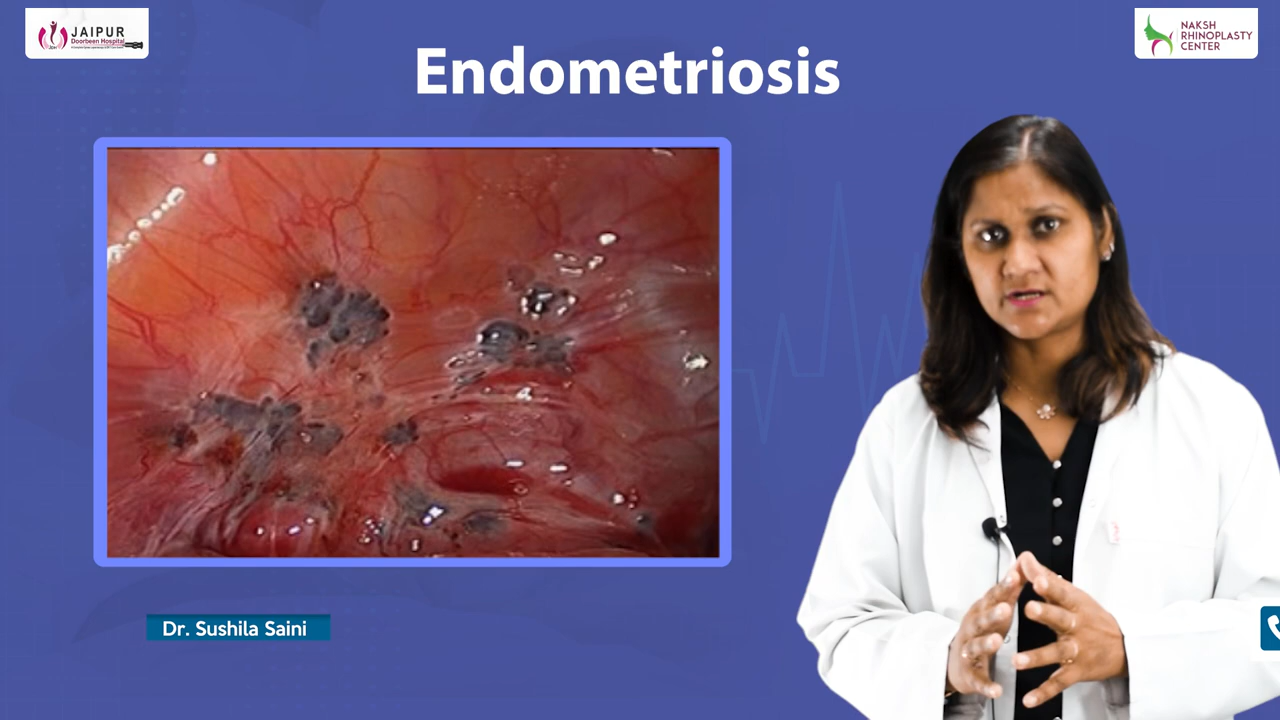 JAIPUR
Doorbeen Hospital
NAKSH
RHINOPLASTY
CENTER
Endometriosis
Dr. Sushila Saini